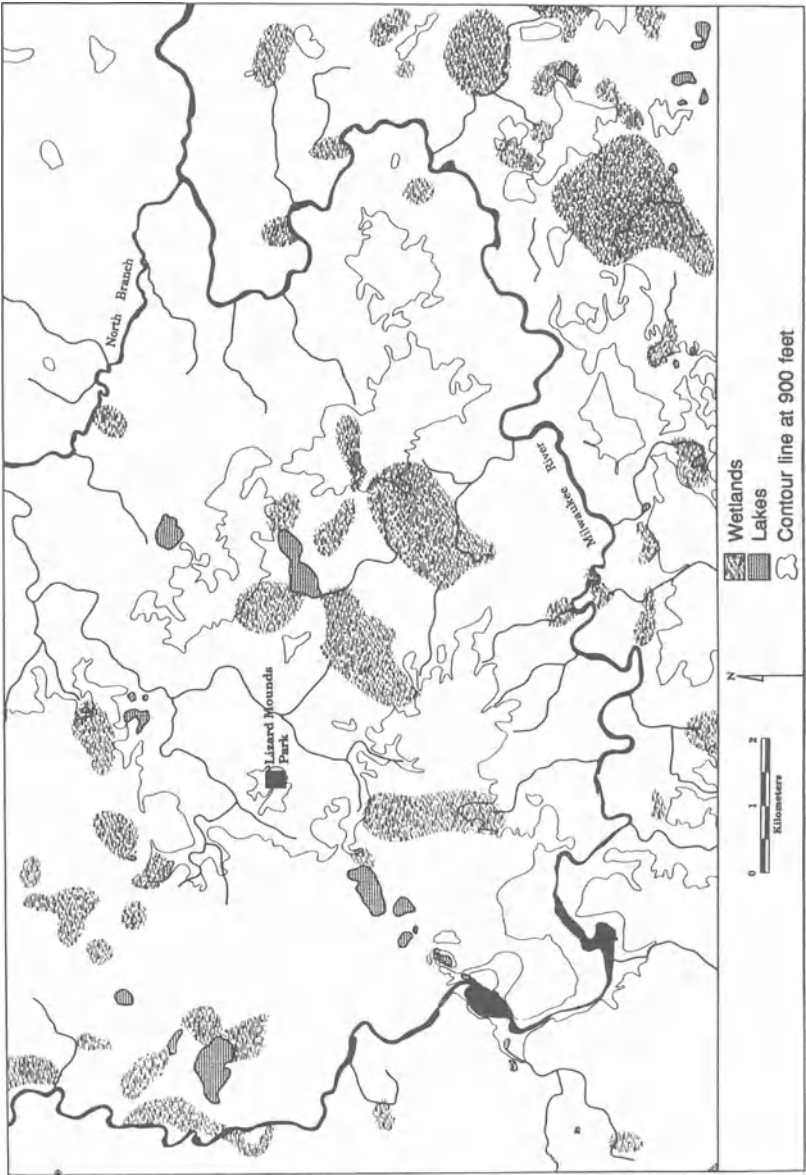 North Branch
Lizard Mounds
Park
Milwaukee River
Wetlands
Lakes
Contour line at 900 feet
N
0 1 2
Kilometers